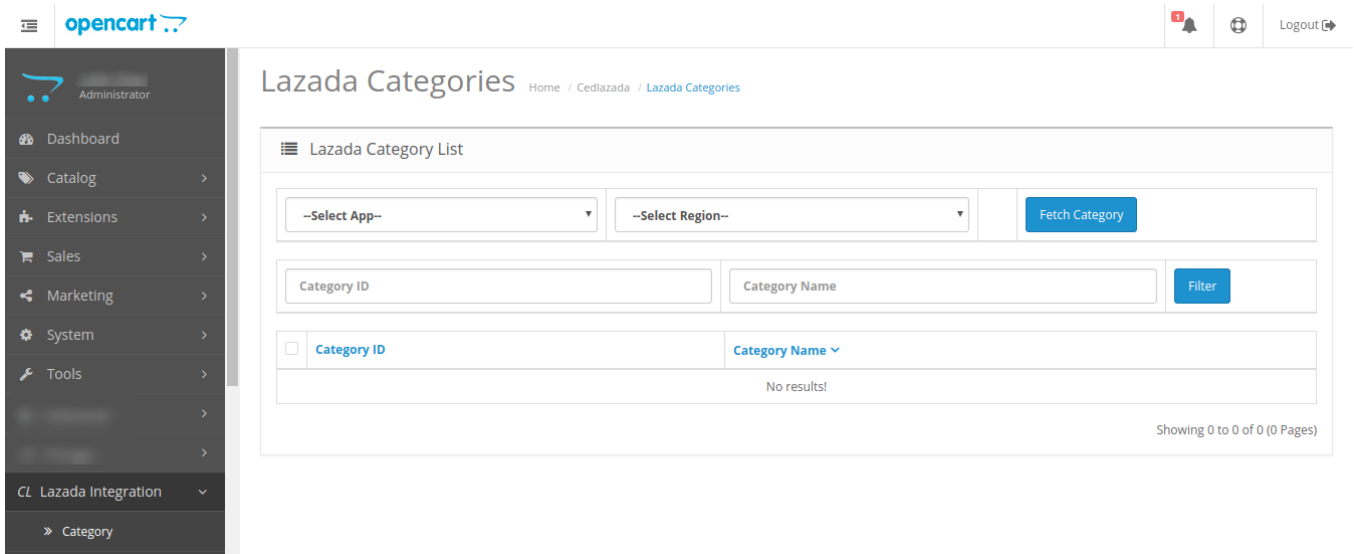 opencart
1
Logout
Administrator
Dashboard
Catalog
Extensions
Sales
Marketing
System
Tools
CL Lazada Integration
Category
Lazada Categories Home / Cedlazada / Lazada Categories
Lazada Category List
--Select App-- --Select Region-- Fetch Category
Category ID Category Name Filter
Category ID Category Name
No results!
Showing 0 to 0 of 0 (0 Pages)